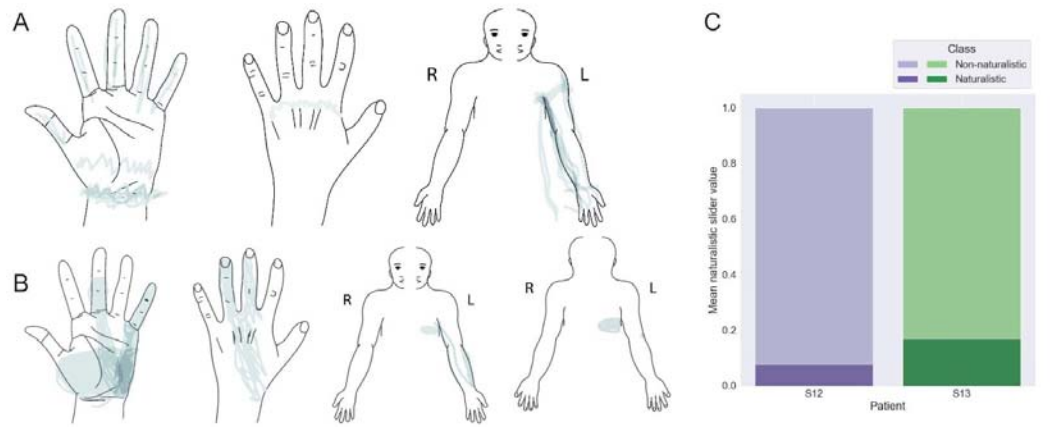 A
R
L
B
R
L
R
L
C
Class
Non-naturalistic
Naturalistic
Mean naturalistic slider value
1.0
0.8
0.6
0.4
0.2
0.0
S12
S13
Patient